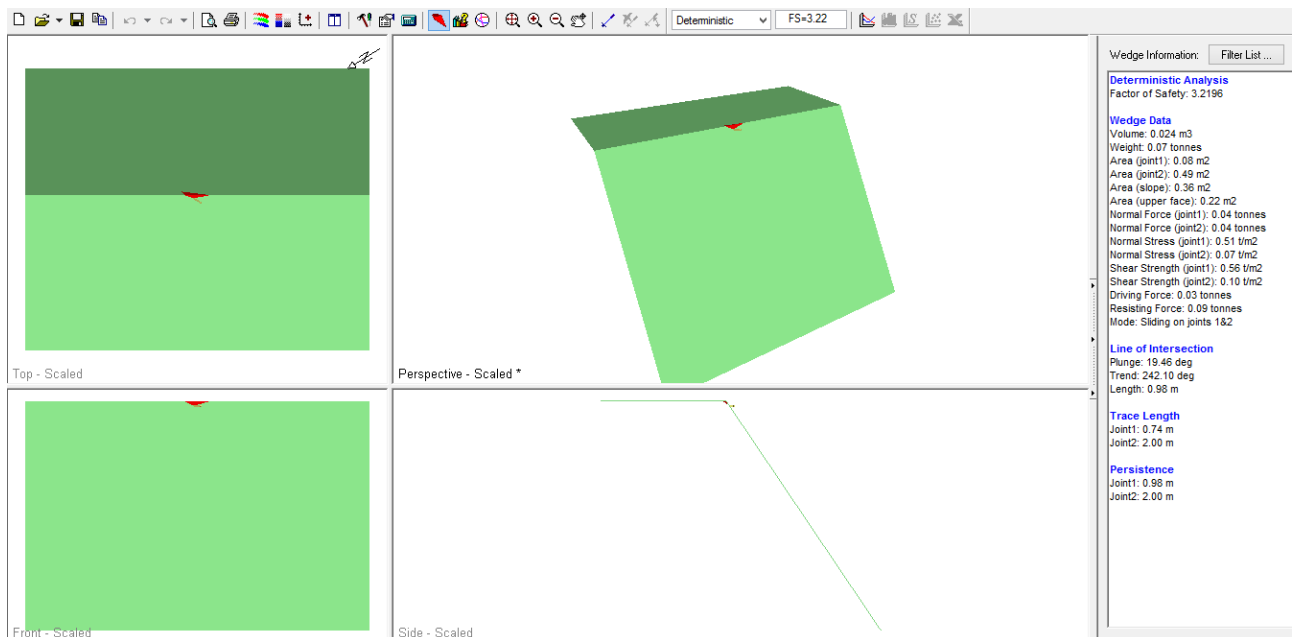 Deterministic
FS=3.22
Wedge Information:
Filter List ...
Top - Scaled
Perspective - Scaled *
Front - Scaled
Side - Scaled
Deterministic Analysis
Factor of Safety: 3.2196
Wedge Data
Volume: 0.024 m3
Weight: 0.07 tonnes
Area (joint1): 0.08 m2
Area (joint2): 0.49 m2
Area (slope): 0.36 m2
Area (upper face): 0.22 m2
Normal Force (joint1): 0.04 tonnes
Normal Force (joint2): 0.04 tonnes
Normal Stress (joint1): 0.51 t/m2
Normal Stress (joint2): 0.07 t/m2
Shear Strength (joint1): 0.56 t/m2
Shear Strength (joint2): 0.10 t/m2
Driving Force: 0.03 tonnes
Resisting Force: 0.09 tonnes
Mode: Sliding on joints 1&2
Line of Intersection
Plunge: 19.46 deg
Trend: 242.10 deg
Length: 0.98 m
Trace Length
Joint1: 0.74 m
Joint2: 2.00 m
Persistence
Joint1: 0.98 m
Joint2: 2.00 m